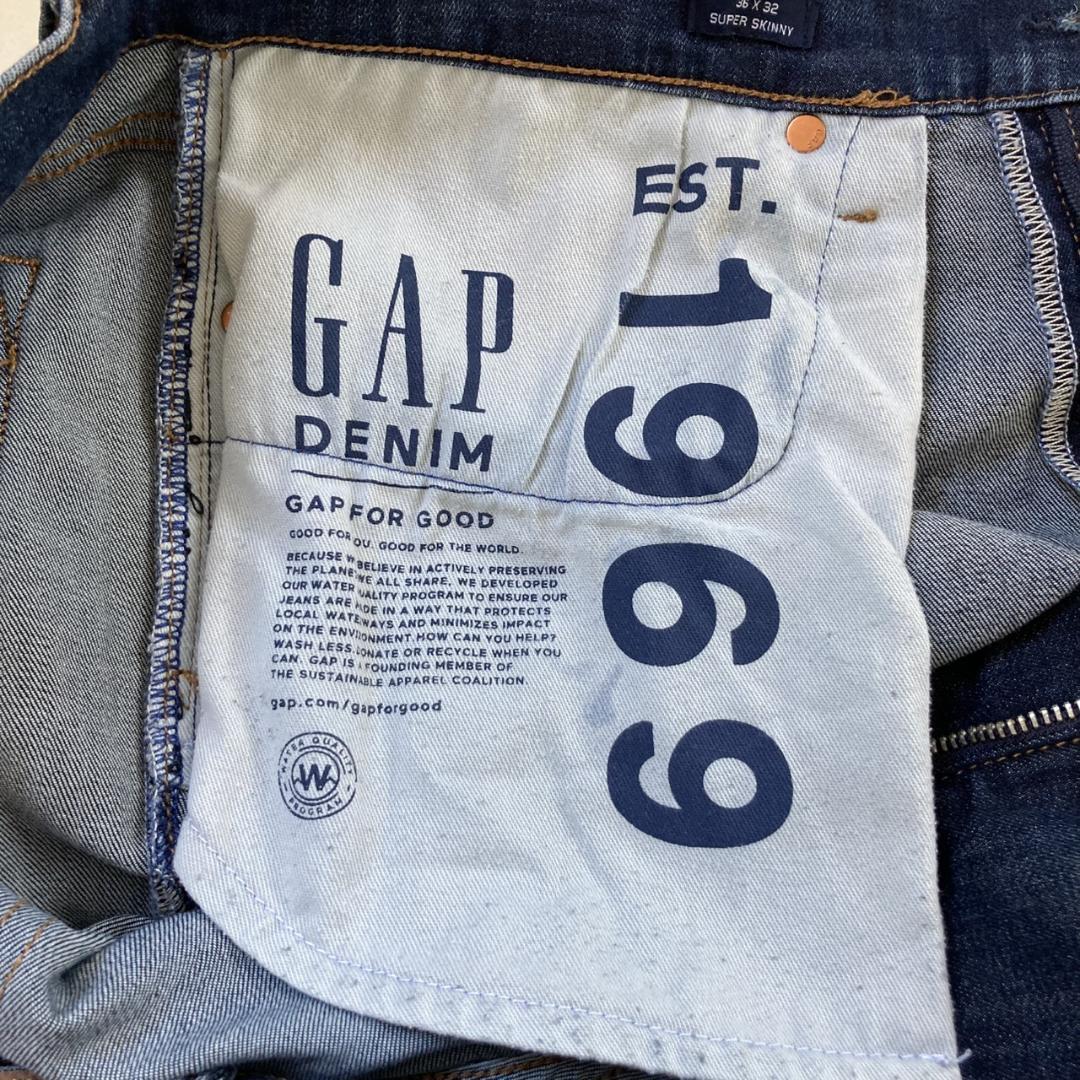 36 X 32
SUPER SKINNY
EST.
1969
GAP
DENIM
GAP FOR GOOD
GOOD FOR YOU. GOOD FOR THE WORLD.
BECAUSE WE BELIEVE IN ACTIVELY PRESERVING
THE PLANET WE ALL SHARE, WE DEVELOPED
OUR WATER QUALITY PROGRAM TO ENSURE OUR
JEANS ARE MADE IN A WAY THAT PROTECTS
LOCAL WATERWAYS AND MINIMIZES IMPACT
ON THE ENVIRONMENT. HOW CAN YOU HELP?
WASH LESS. DONATE OR RECYCLE WHEN YOU
CAN. GAP IS A FOUNDING MEMBER OF
THE SUSTAINABLE APPAREL COALITION.
gap.com/gapforgood
WATER QUALITY
W
PROGRAM